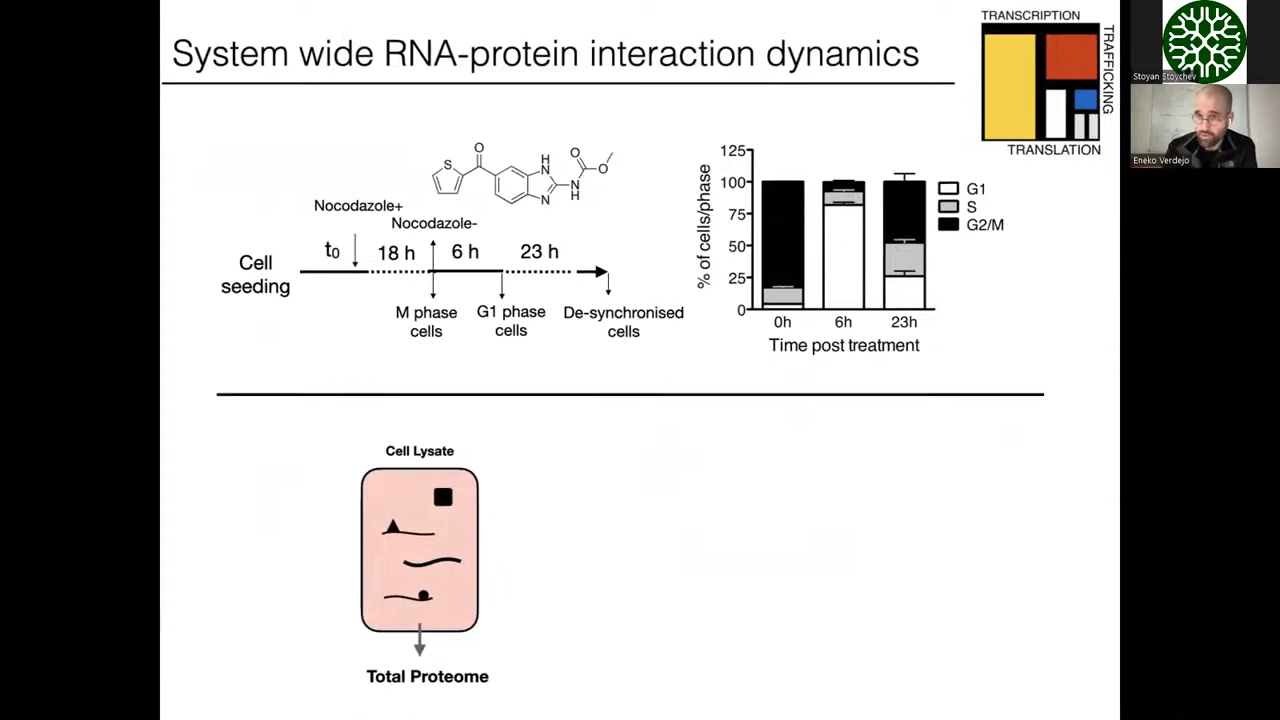 System wide RNA-protein interaction dynamics
TRANSCRIPTION
TRAFFICKING
TRANSLATION
Stoyan Stoychev
Eneko Verdejo
S
O
H
N
N
N
H
O
O
Nocodazole+
Nocodazole-
t0
18 h
6 h
23 h
Cell
seeding
M phase
cells
G1 phase
cells
De-synchronised
cells
% of cells/phase
125
100
75
50
25
0
0h
6h
23h
Time post treatment
G1
S
G2/M
Cell Lysate
Total Proteome